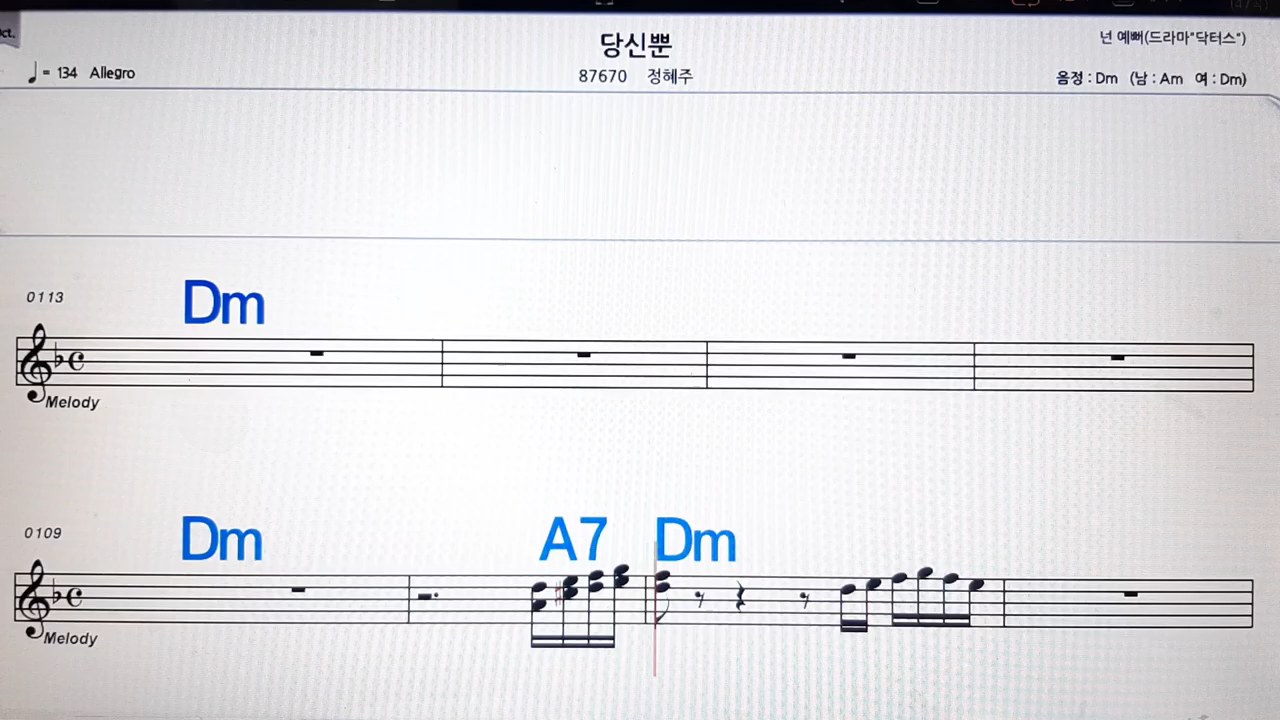 당신뿐
넌 예뻐(드라마"닥터스")
♩= 134 Allegro
87670 정혜주
음정 : Dm (남 : Am 여 : Dm)
0113
Dm
Melody
0109
Dm A7 Dm
Melody